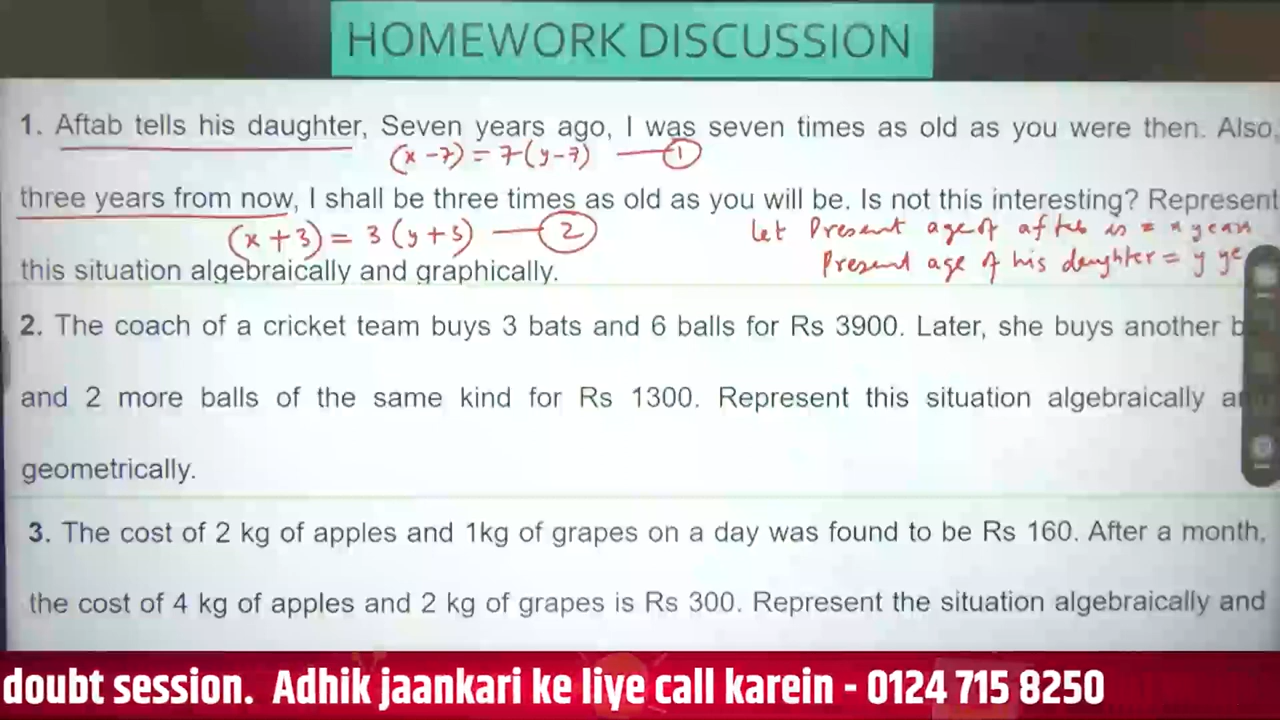 HOMEWORK DISCUSSION
1. Aftab tells his daughter, Seven years ago, I was seven times as old as you were then. Also,
(x - 7) = 7(y - 7) — 1
three years from now, I shall be three times as old as you will be. Is not this interesting? Represent
(x + 3) = 3 (y + 3) — 2
let Present age of aftab is = x years
this situation algebraically and graphically.
Present age of his daughter = y ye
2. The coach of a cricket team buys 3 bats and 6 balls for Rs 3900. Later, she buys another b
and 2 more balls of the same kind for Rs 1300. Represent this situation algebraically a
geometrically.
3. The cost of 2 kg of apples and 1kg of grapes on a day was found to be Rs 160. After a month,
the cost of 4 kg of apples and 2 kg of grapes is Rs 300. Represent the situation algebraically and
doubt session. Adhik jaankari ke liye call karein - 0124 715 8250